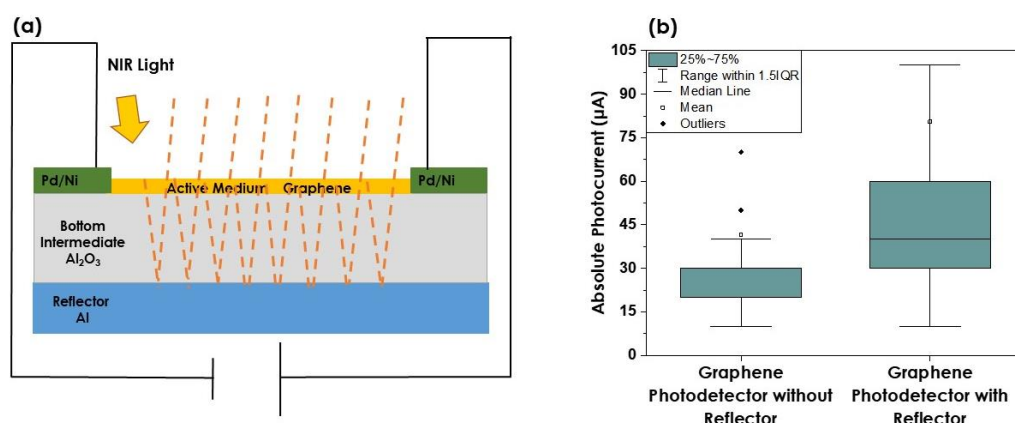 (a)
NIR Light
Pd/Ni
Active Medium Graphene
Pd/Ni
Bottom
Intermediate
Al₂O₃
Reflector
Al
(b)
105
90
75
60
45
30
15
0
Absolute Photocurrent (µA)
25%~75%
Range within 1.5IQR
Median Line
Mean
Outliers
Graphene
Photodetector without
Reflector
Graphene
Photodetector with
Reflector